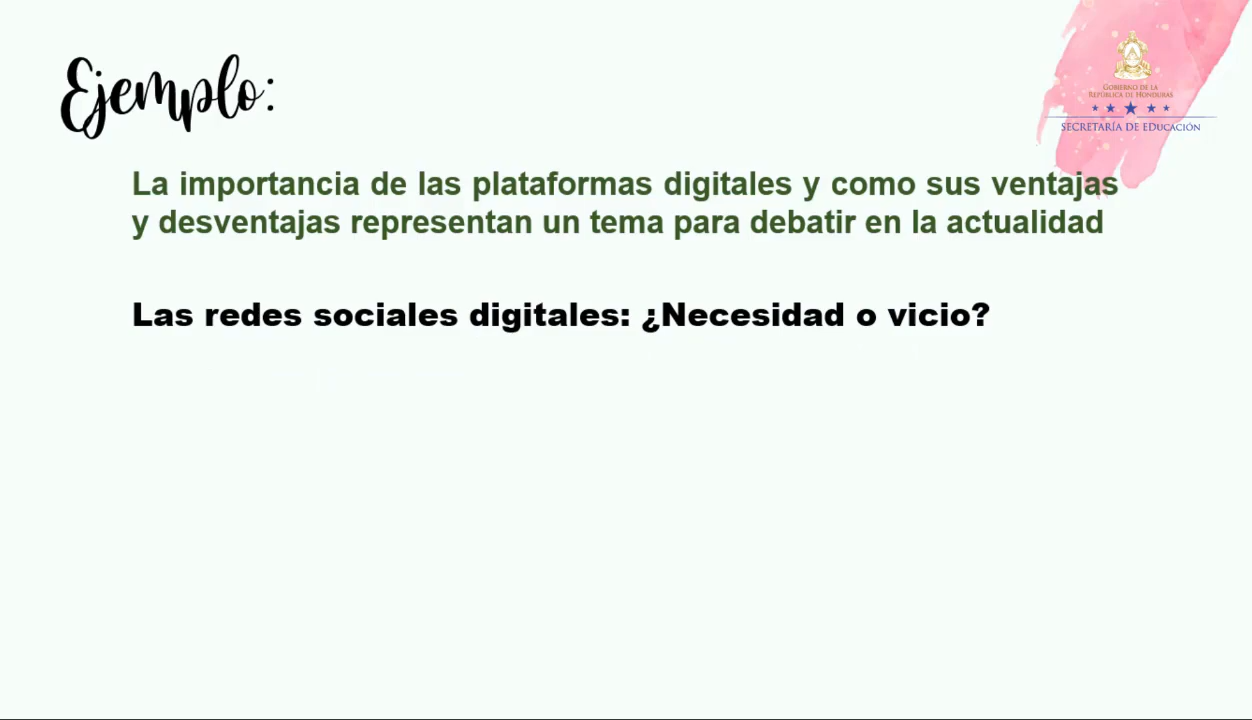 Ejemplo:
GOBIERNO DE LA
REPÚBLICA DE HONDURAS
SECRETARÍA DE EDUCACIÓN
La importancia de las plataformas digitales y como sus ventajas
y desventajas representan un tema para debatir en la actualidad
Las redes sociales digitales: ¿Necesidad o vicio?